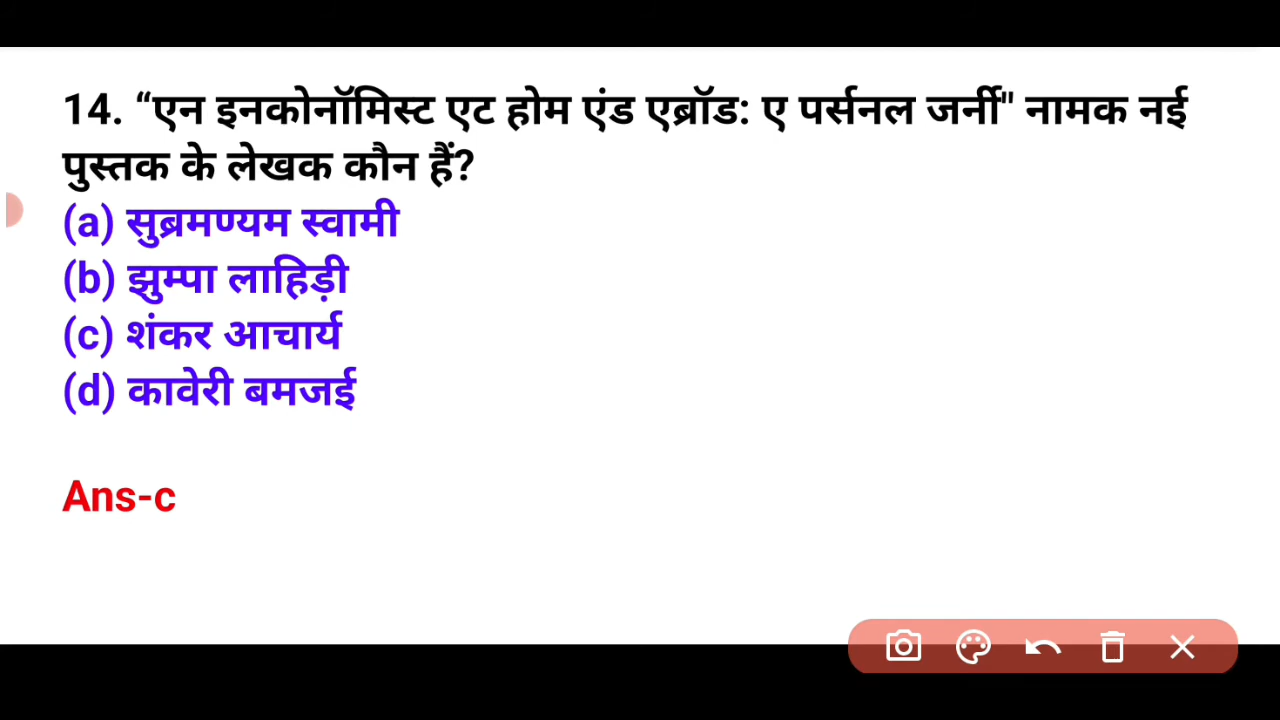 14. “एन इनकोनॉमिस्ट एट होम एंड एब्रॉड: ए पर्सनल जर्नी" नामक नई
पुस्तक के लेखक कौन हैं?
(a) सुब्रमण्यम स्वामी
(b) झुम्पा लाहिड़ी
(c) शंकर आचार्य
(d) कावेरी बमजई
Ans-c